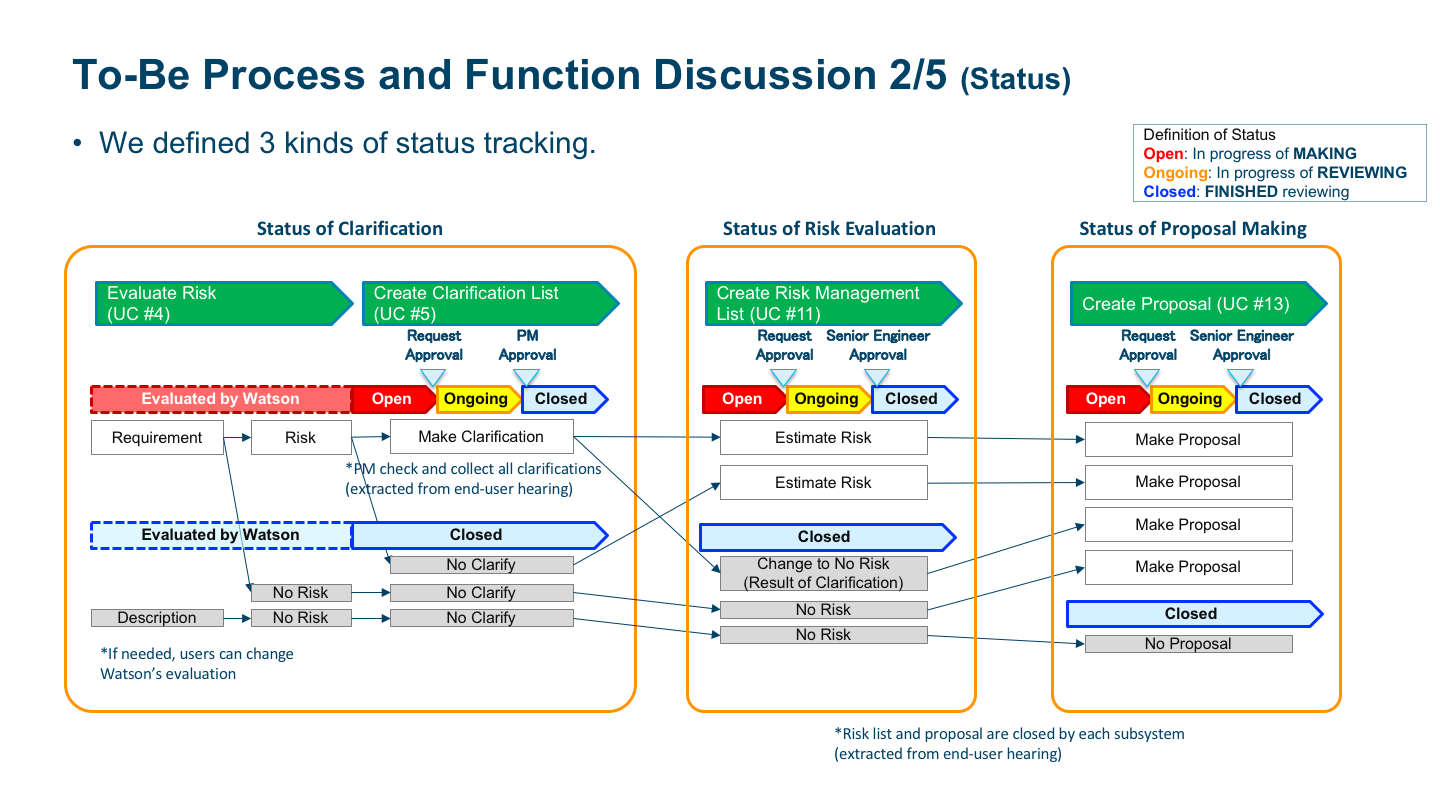 To-Be Process and Function Discussion 2/5 (Status)
• We defined 3 kinds of status tracking.
Definition of Status
Open: In progress of MAKING
Ongoing: In progress of REVIEWING
Closed: FINISHED reviewing
Status of Clarification
Evaluate Risk
(UC #4)
Create Clarification List
(UC #5)
Request
Approval
PM
Approval
Evaluated by Watson
Open
Ongoing
Closed
Requirement
Risk
Make Clarification
*PM check and collect all clarifications
(extracted from end-user hearing)
Evaluated by Watson
Closed
No Clarify
No Risk
No Clarify
Description
No Risk
No Clarify
*If needed, users can change
Watson's evaluation
Status of Risk Evaluation
Create Risk Management
List (UC #11)
Request
Approval
Senior Engineer
Approval
Open
Ongoing
Closed
Estimate Risk
Estimate Risk
Closed
Change to No Risk
(Result of Clarification)
No Risk
No Risk
Status of Proposal Making
Create Proposal (UC #13)
Request
Approval
Senior Engineer
Approval
Open
Ongoing
Closed
Make Proposal
Make Proposal
Make Proposal
Make Proposal
Closed
No Proposal
*Risk list and proposal are closed by each subsystem
(extracted from end-user hearing)